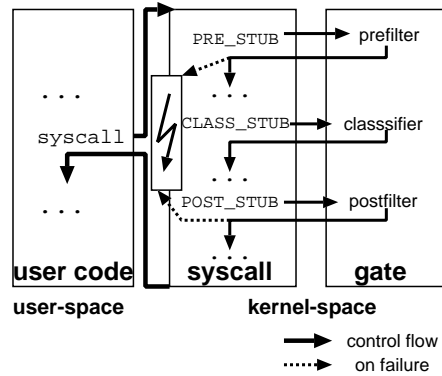 PRE_STUB
prefilter
. . .
. . .
syscall
CLASS_STUB
classsifier
. . .
. . .
POST_STUB
postfilter
. . .
user code
syscall
gate
user-space
kernel-space
control flow
on failure